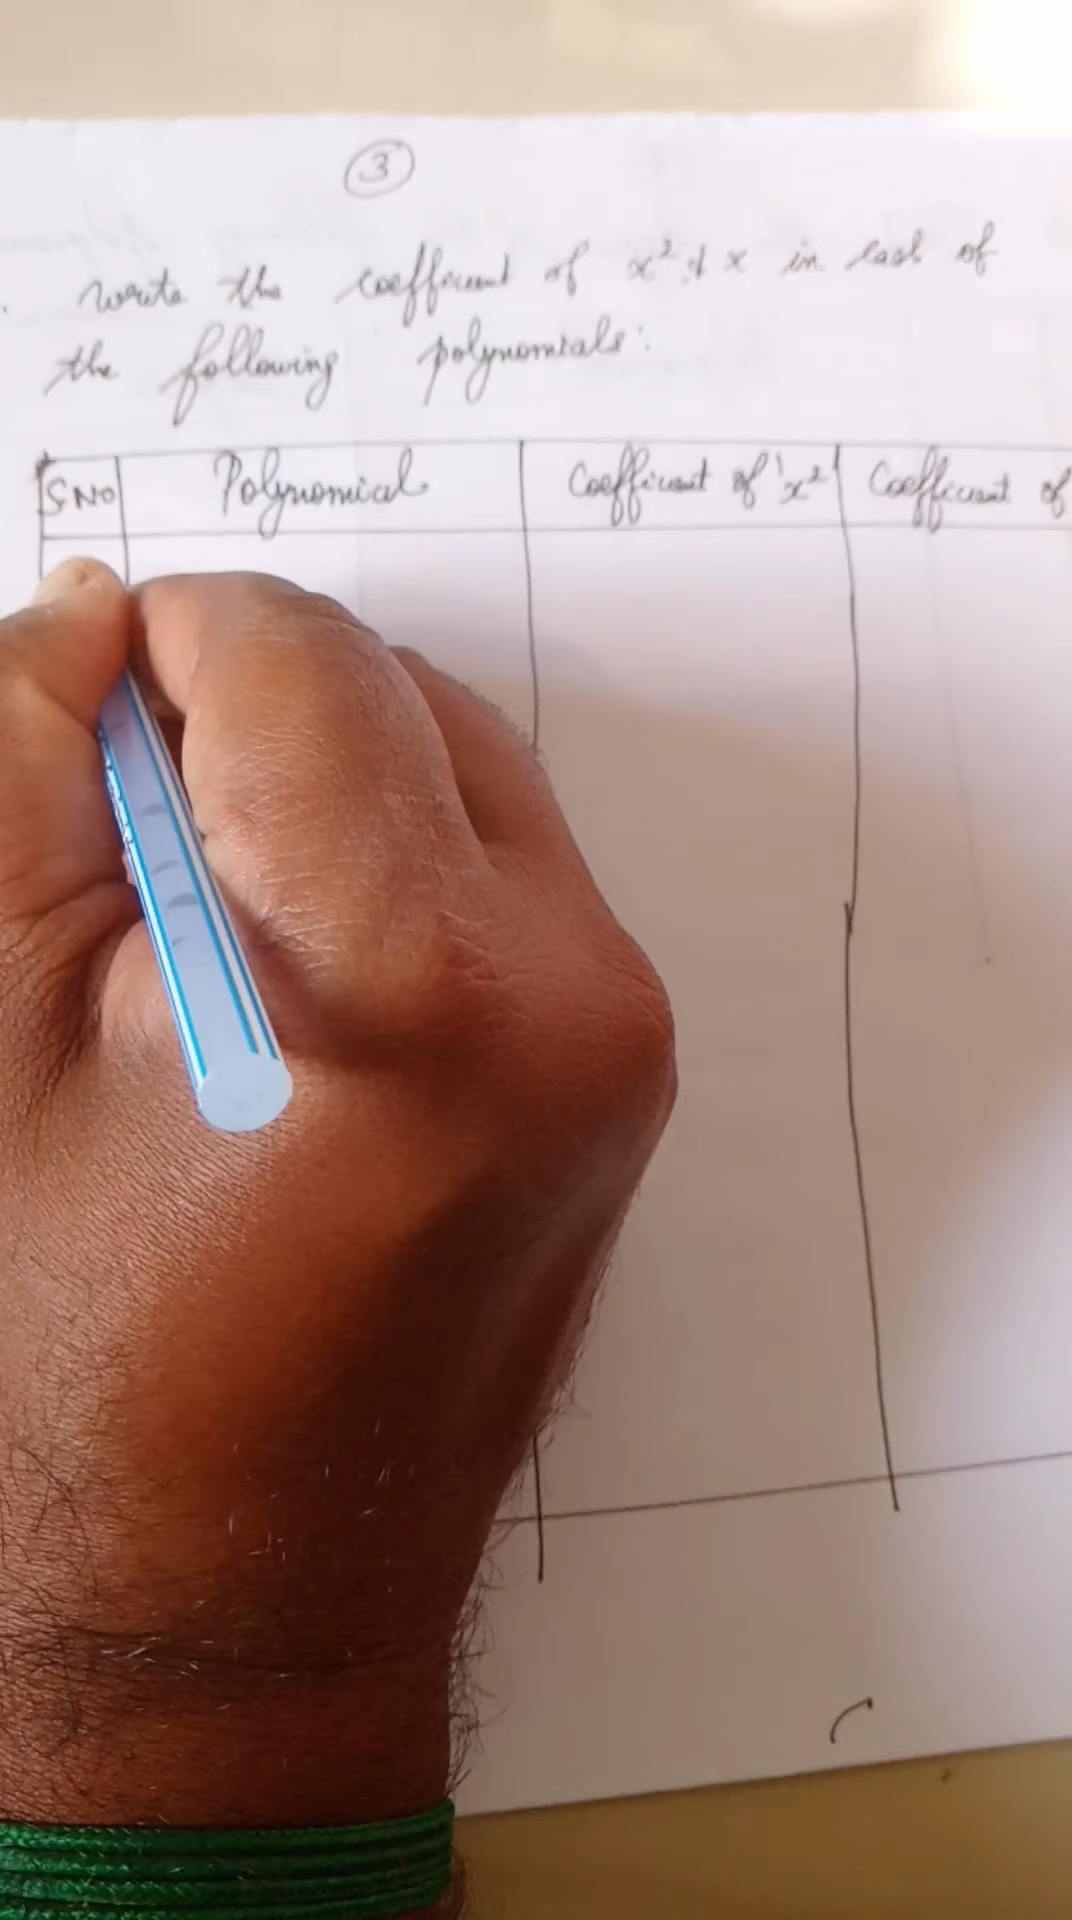 3
. Write the coefficient of x² & x in each of
the following polynomials:
S NO Polynomial Coefficient of 'x² Coefficient of